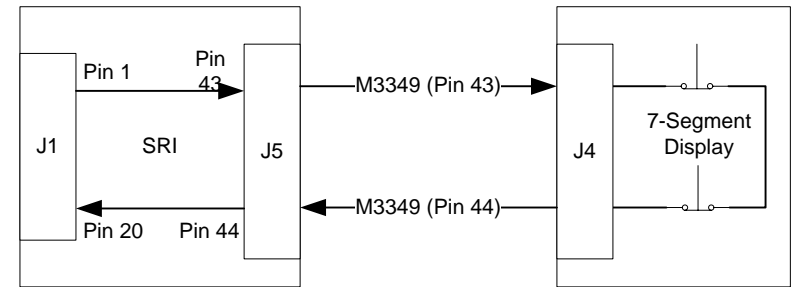 Pin 1
Pin
43
M3349 (Pin 43)
J1
SRI
J5
J4
7-Segment
Display
M3349 (Pin 44)
Pin 20
Pin 44